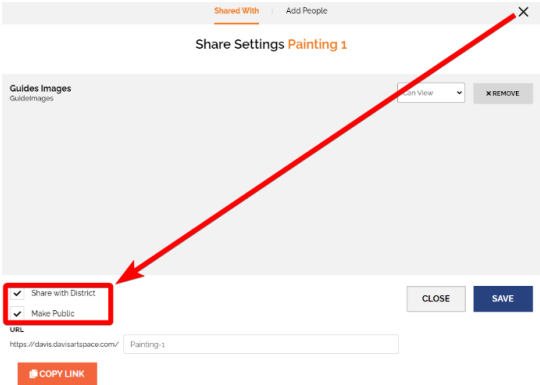 Shared With Add People
Share Settings Painting 1
Guides Images
GuideImages
Can View
REMOVE
Share with District
Make Public
CLOSE
SAVE
URL
https://davis.davisartspace.com/ Painting-1
COPY LINK